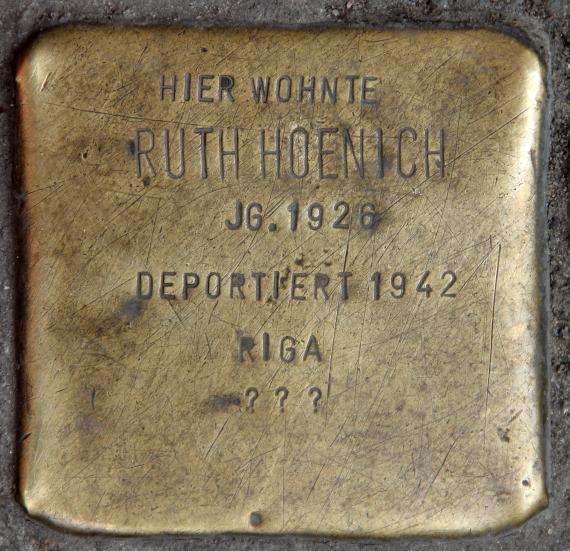 HIER WOHNTE
RUTH HOENICH
JG. 1926
DEPORTIERT 1942
RIGA
???